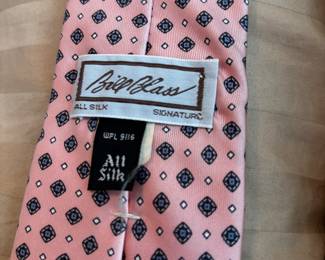 Bill Blass
ALL SILK SIGNATURE
WPL 9116
All
Silk